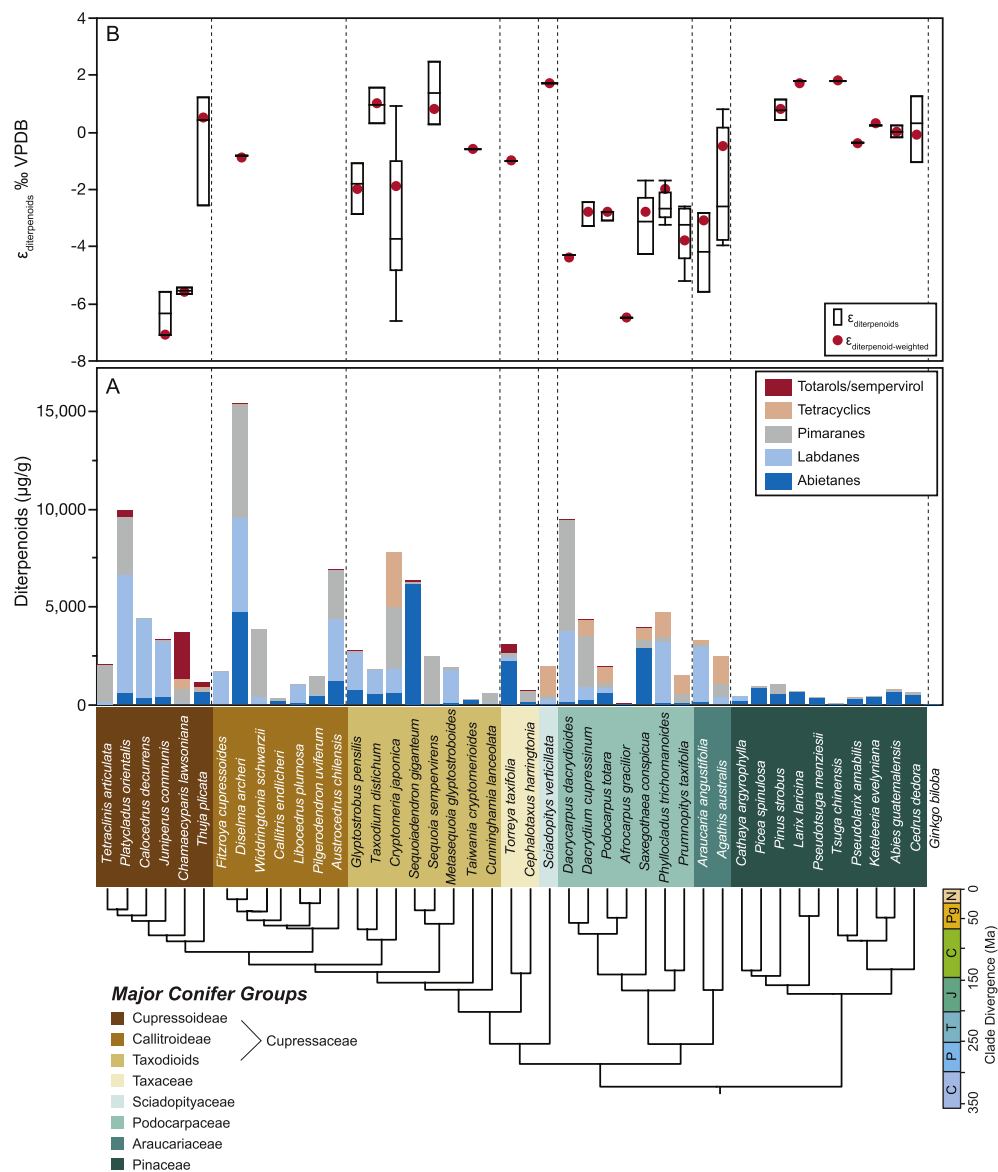 B
4
2
0
-2
-4
-6
-8
εditerpenoids ‰ VPDB
εditerpenoids
εditerpenoid-weighted
A
15,000
10,000
5,000
0
Diterpenoids (µg/g)
Totarols/sempervirol
Tetracyclics
Pimaranes
Labdanes
Abietanes
Tetraclinis articulata
Platycladus orientalis
Calocedrus decurrens
Juniperus communis
Chamaecyparis lawsoniana
Thuja plicata
Fitzroya cupressoides
Diselma archeri
Widdringtonia schwarzii
Callitris endlicheri
Libocedrus plumosa
Pilgerodendron uviferum
Austrocedrus chilensis
Glyptostrobus pensilis
Taxodium distichum
Cryptomeria japonica
Sequoiadendron giganteum
Sequoia sempervirens
Metasequoia glyptostroboides
Taiwania cryptomerioides
Cunninghamia lanceolata
Torreya taxifolia
Cephalotaxus harringtonia
Sciadopitys verticillata
Dacrycarpus dacrydioides
Dacrydium cupressinum
Podocarpus totara
Afrocarpus gracilior
Saxegothaea conspicua
Phyllocladus trichomanoides
Prumnopitys taxifolia
Araucaria angustifolia
Agathis australis
Cathaya argyrophylla
Picea spinulosa
Pinus strobus
Larix laricina
Pseudotsuga menziesii
Tsuga chinensis
Pseudolarix amabilis
Keteleeria evelyniana
Abies guatemalensis
Cedrus dedora
Ginkgo biloba
N
Pg
C
J
T
P
C
0
50
150
250
350
Clade Divergence (Ma)
Major Conifer Groups
Cupressoideae
Callitroideae
Taxodioids
Cupressaceae
Taxaceae
Sciadopityaceae
Podocarpaceae
Araucariaceae
Pinaceae